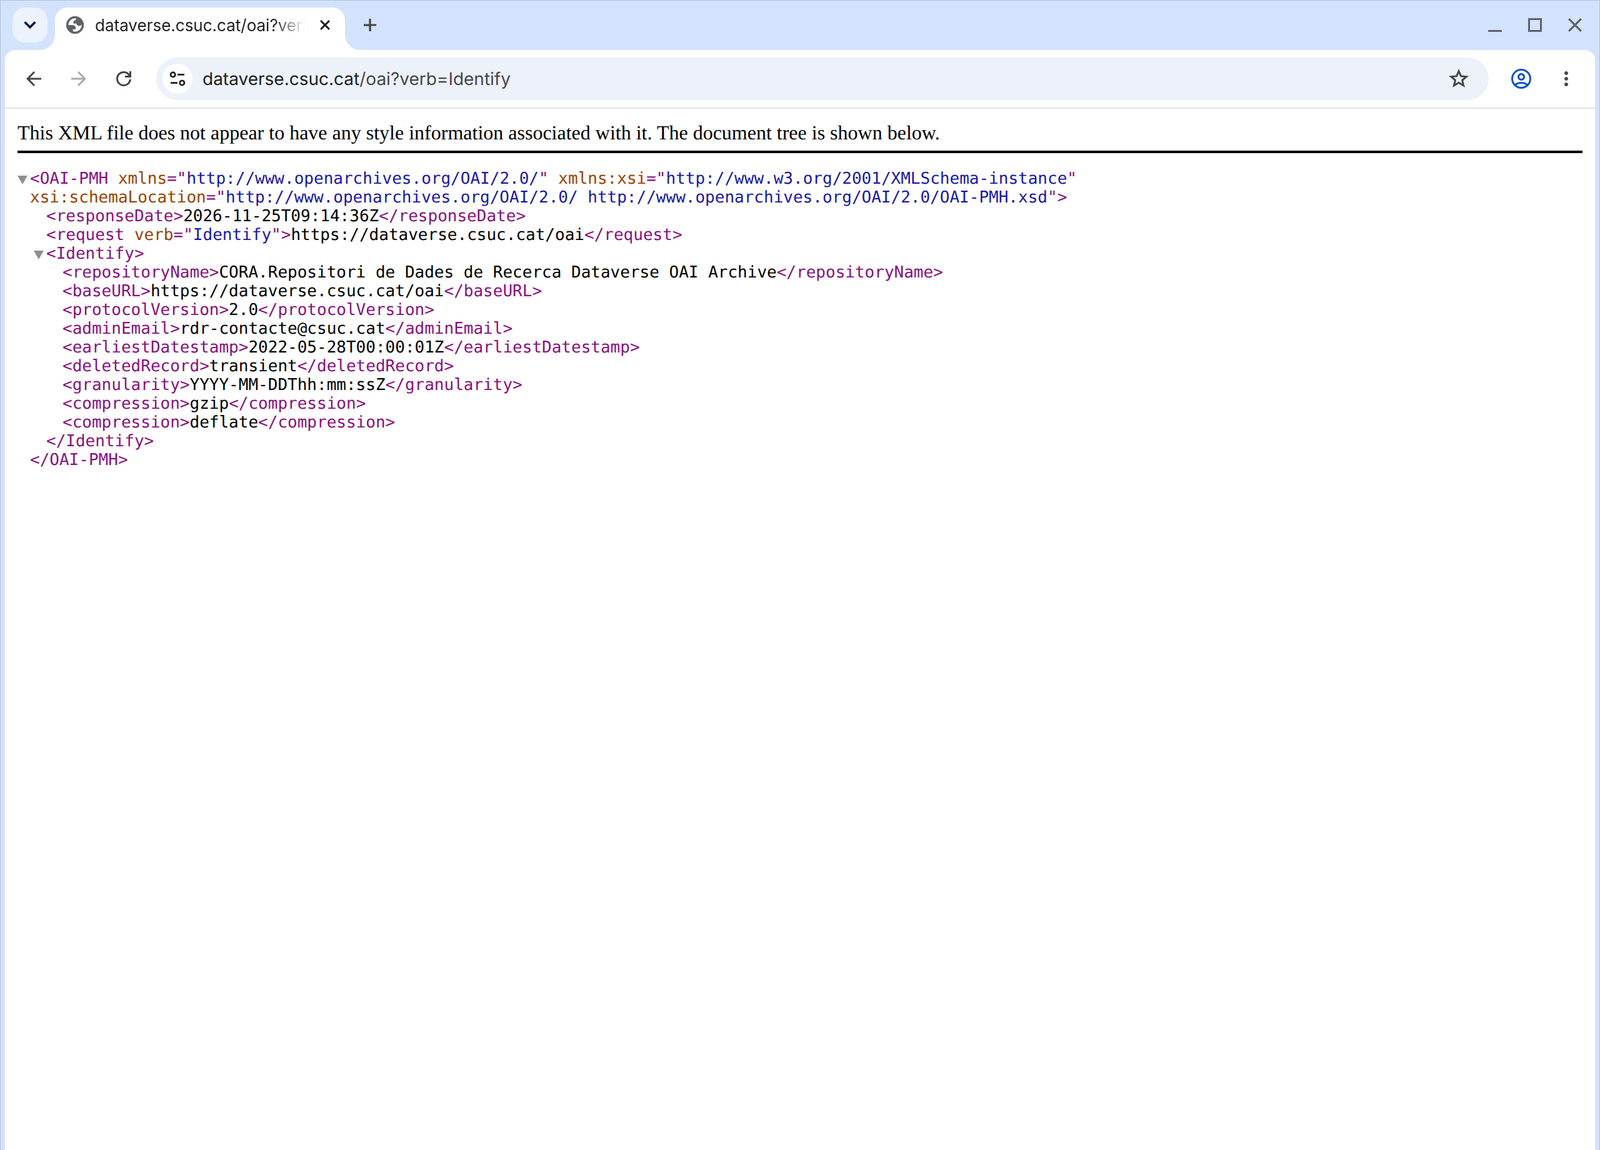 dataverse.csuc.cat/oai?ver
dataverse.csuc.cat/oai?verb=Identify
This XML file does not appear to have any style information associated with it. The document tree is shown below.
<OAI-PMH xmlns="http://www.openarchives.org/OAI/2.0/" xmlns:xsi="http://www.w3.org/2001/XMLSchema-instance"
xsi:schemaLocation="http://www.openarchives.org/OAI/2.0/ http://www.openarchives.org/OAI/2.0/OAI-PMH.xsd">
<responseDate>2026-11-25T09:14:36Z</responseDate>
<request verb="Identify">https://dataverse.csuc.cat/oai</request>
<Identify>
<repositoryName>CORA.Repositori de Dades de Recerca Dataverse OAI Archive</repositoryName>
<baseURL>https://dataverse.csuc.cat/oai</baseURL>
<protocolVersion>2.0</protocolVersion>
<adminEmail>rdr-contacte@csuc.cat</adminEmail>
<earliestDatestamp>2022-05-28T00:00:01Z</earliestDatestamp>
<deletedRecord>transient</deletedRecord>
<granularity>YYYY-MM-DDThh:mm:ssZ</granularity>
<compression>gzip</compression>
<compression>deflate</compression>
</Identify>
</OAI-PMH>